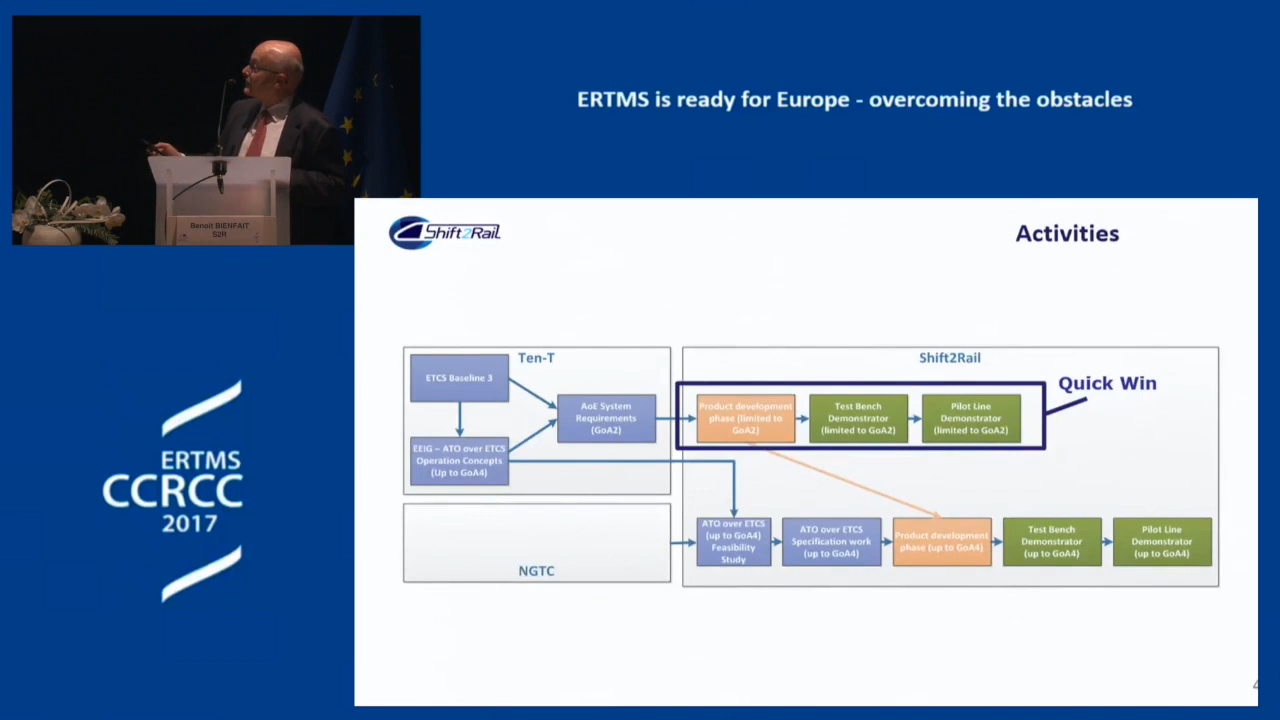 ERTMS is ready for Europe - overcoming the obstacles
Benoit BIENFAIT
S2R
Shift2Rail
Activities
Ten-T
ETCS Baseline 3
AoE System
Requirements
(GoA2)
EEIG – ATO over ETCS
Operation Concepts
(Up to GoA4)
NGTC
Shift2Rail
Quick Win
Product development
phase (limited to
GoA2)
Test Bench
Demonstrator
(limited to GoA2)
Pilot Line
Demonstrator
(limited to GoA2)
ATO over ETCS
(up to GoA4)
Feasibility
Study
ATO over ETCS
Specification work
(up to GoA4)
Product development
phase (up to GoA4)
Test Bench
Demonstrator
(up to GoA4)
Pilot Line
Demonstrator
(up to GoA4)
4
ERTMS
CCRCC
2017